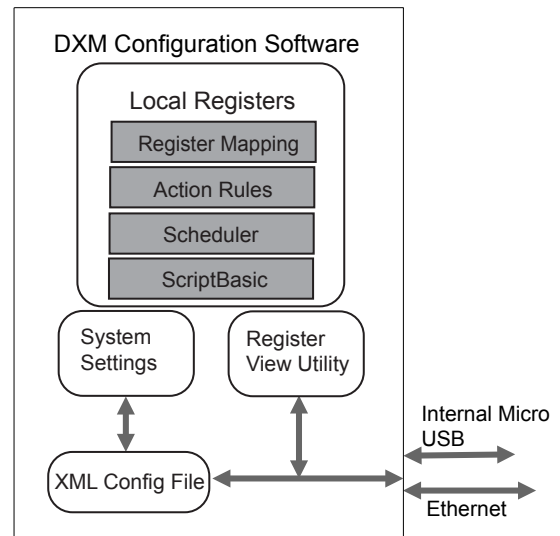 DXM Configuration Software
Local Registers
Register Mapping
Action Rules
Scheduler
ScriptBasic
System
Settings
Register
View Utility
XML Config File
Internal Micro
USB
Ethernet